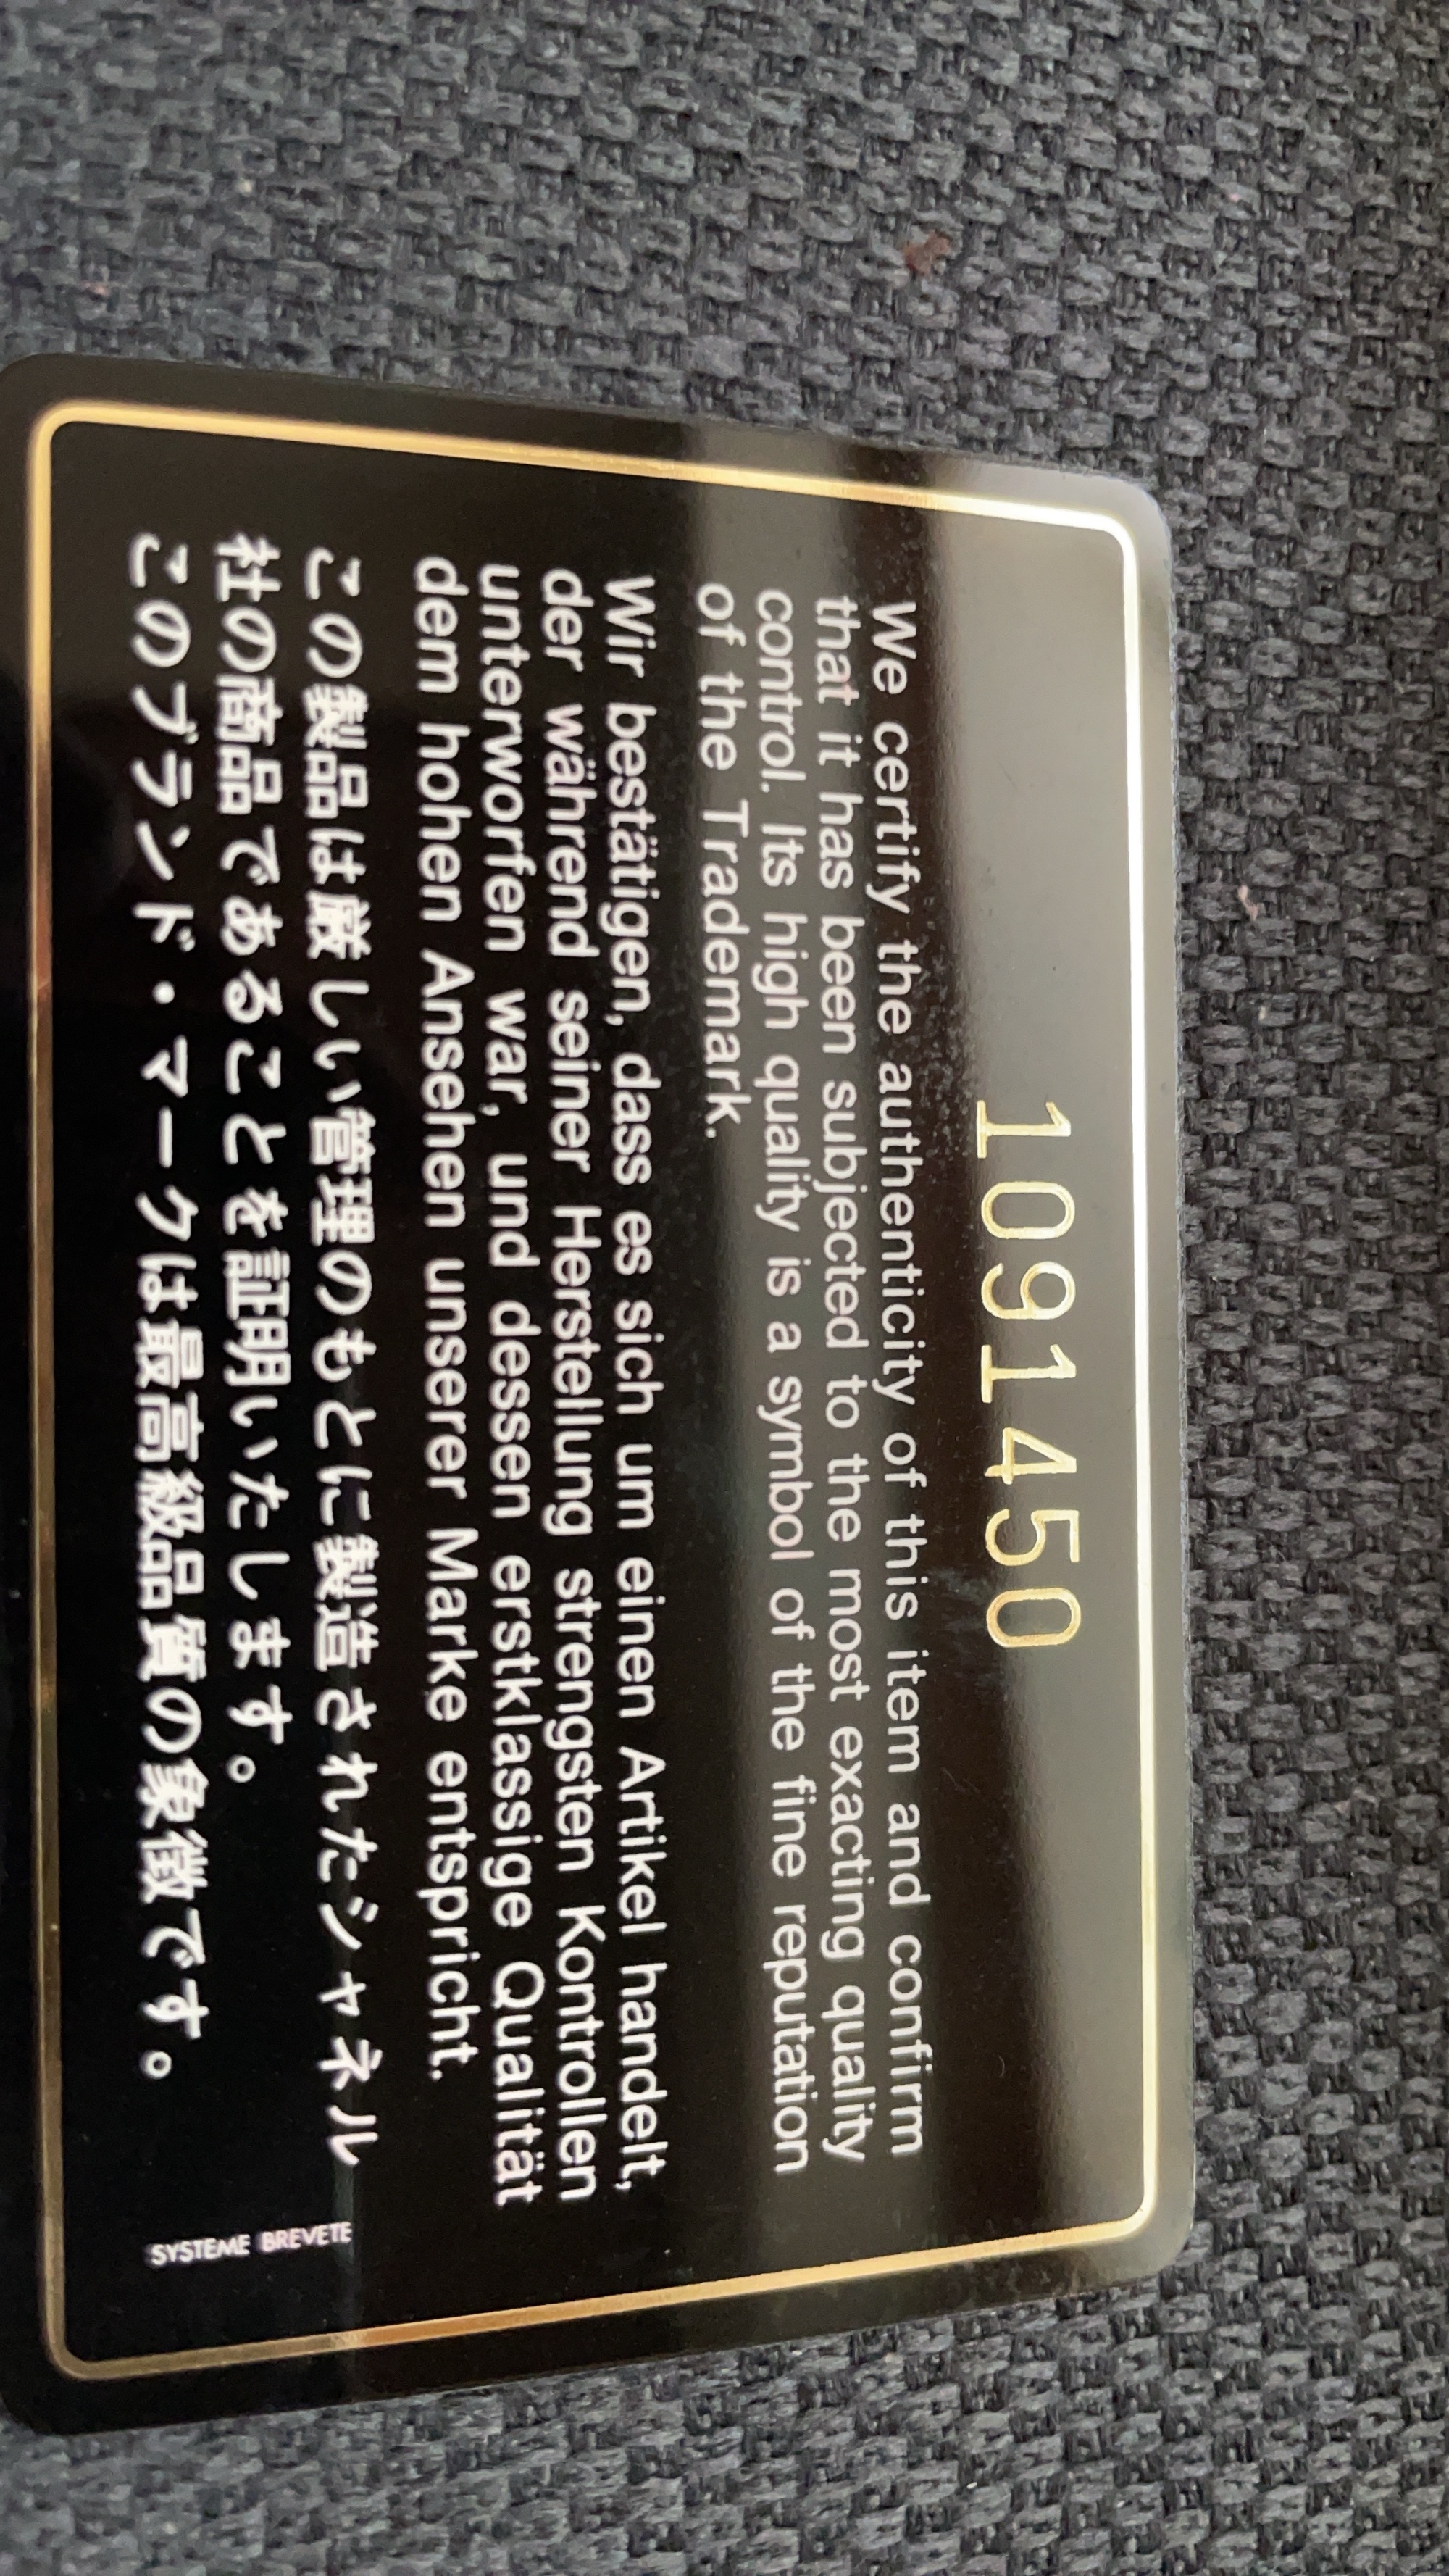 1091450
We certify the authenticity of this item and confirm
that it has been subjected to the most exacting quality
control. Its high quality is a symbol of the fine reputation
of the Trademark.
Wir bestätigen, dass es sich um einen Artikel handelt,
der während seiner Herstellung strengsten Kontrollen
unterworfen war, und dessen erstklassige Qualität
dem hohen Ansehen unserer Marke entspricht.
この製品は厳しい管理のもとに製造されたシャネル
社の商品であることを証明いたします。
このブランド・マークは最高級品質の象徴です。
SYSTEME BREVETE